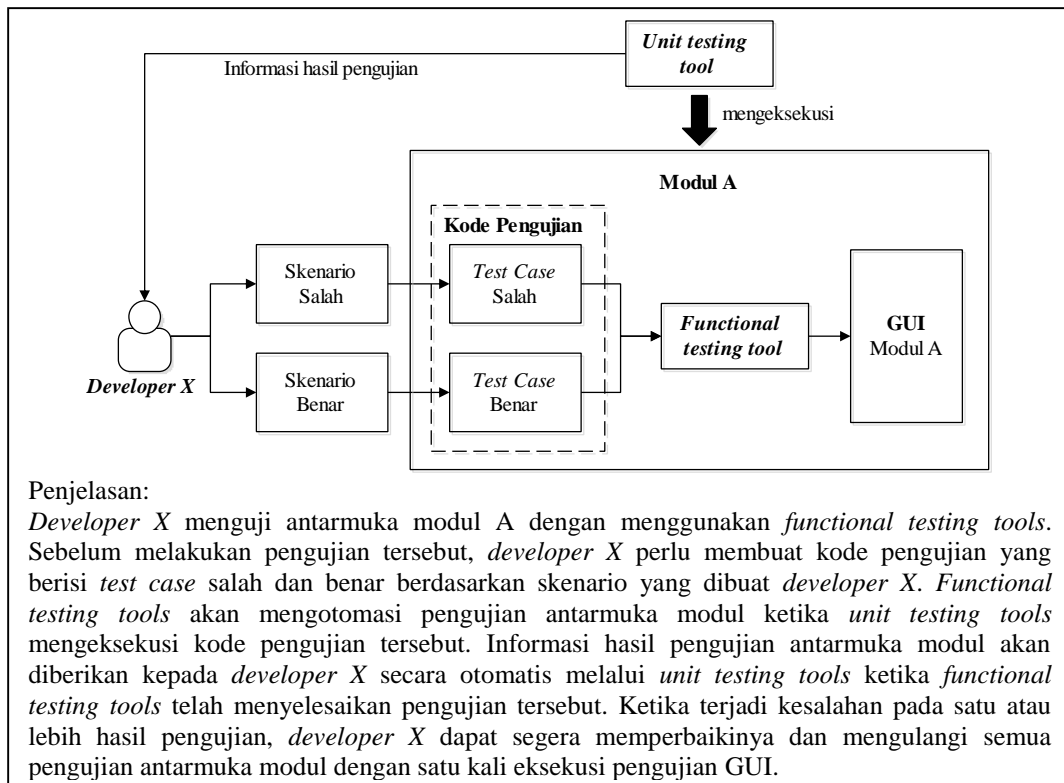 Unit testing
tool
Informasi hasil pengujian
mengeksekusi
Modul A
Kode Pengujian
Skenario
Salah
Test Case
Salah
Functional
testing tool
GUI
Modul A
Developer X
Skenario
Benar
Test Case
Benar
Penjelasan:
Developer X menguji antarmuka modul A dengan menggunakan functional testing tools.
Sebelum melakukan pengujian tersebut, developer X perlu membuat kode pengujian yang
berisi test case salah dan benar berdasarkan skenario yang dibuat developer X. Functional
testing tools akan mengotomasi pengujian antarmuka modul ketika unit testing tools
mengeksekusi kode pengujian tersebut. Informasi hasil pengujian antarmuka modul akan
diberikan kepada developer X secara otomatis melalui unit testing tools ketika functional
testing tools telah menyelesaikan pengujian tersebut. Ketika terjadi kesalahan pada satu atau
lebih hasil pengujian, developer X dapat segera memperbaikinya dan mengulangi semua
pengujian antarmuka modul dengan satu kali eksekusi pengujian GUI.